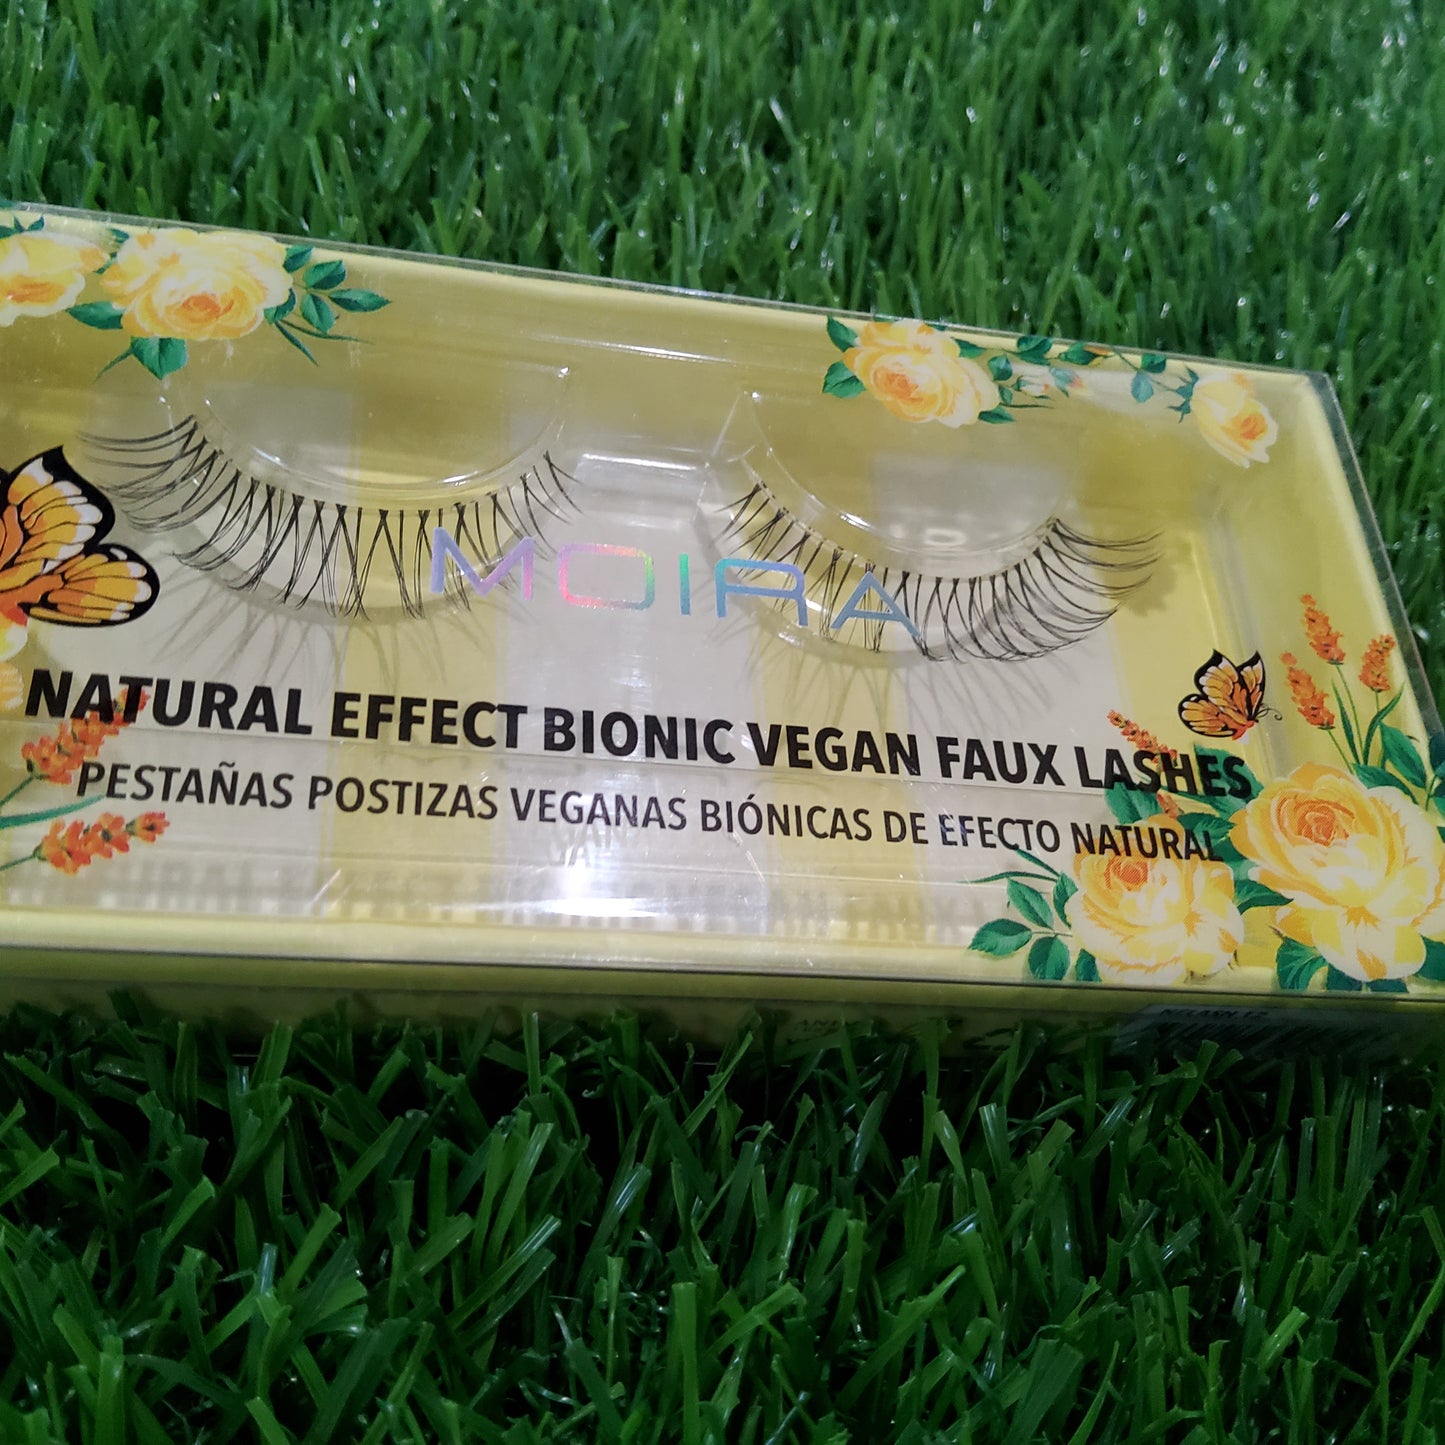 MOIRA
NATURAL EFFECT BIONIC VEGAN FAUX LASHES
PESTAÑAS POSTIZAS VEGANAS BIÓNICAS DE EFECTO NATURAL